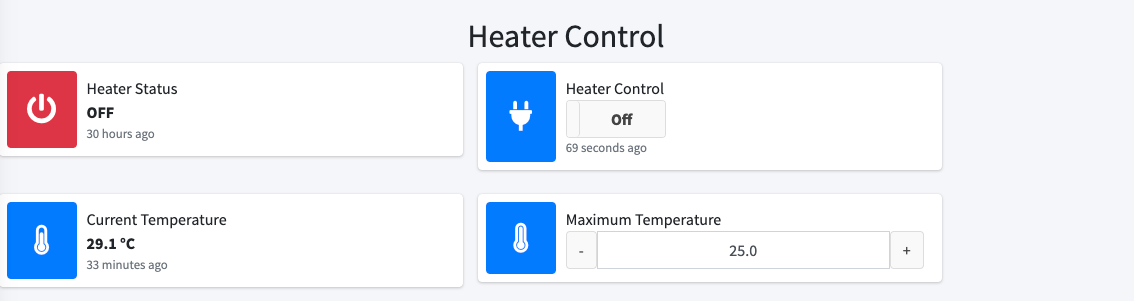 Heater Control
Heater Status
OFF
30 hours ago
Heater Control
Off
69 seconds ago
Current Temperature
29.1 °C
33 minutes ago
Maximum Temperature
- 25.0 +